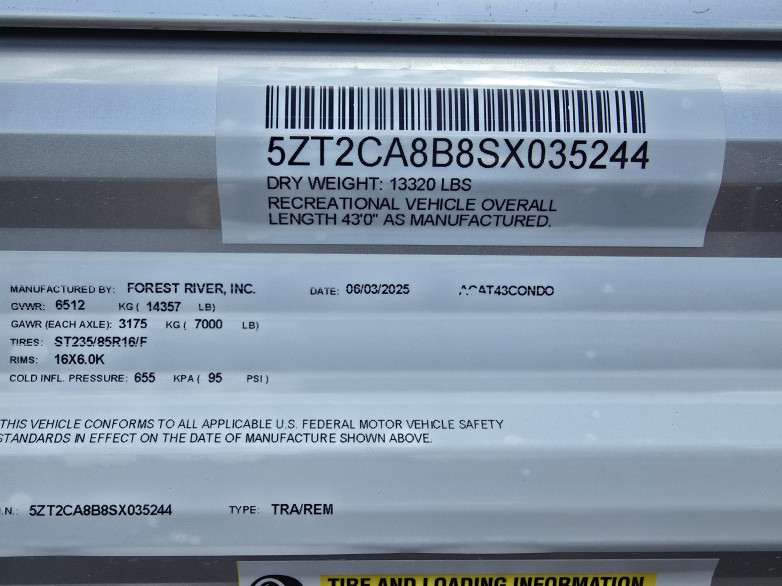 5ZT2CA8B8SX035244
DRY WEIGHT: 13320 LBS
RECREATIONAL VEHICLE OVERALL
LENGTH 43'0" AS MANUFACTURED.
MANUFACTURED BY: FOREST RIVER, INC. DATE: 06/03/2025 ACAT43CONDO
GVWR: 6512 KG ( 14357 LB)
GAWR (EACH AXLE): 3175 KG ( 7000 LB)
TIRES: ST235/85R16/F
RIMS: 16X6.0K
COLD INFL. PRESSURE: 655 KPA ( 95 PSI )
THIS VEHICLE CONFORMS TO ALL APPLICABLE U.S. FEDERAL MOTOR VEHICLE SAFETY
STANDARDS IN EFFECT ON THE DATE OF MANUFACTURE SHOWN ABOVE.
I.N.: 5ZT2CA8B8SX035244 TYPE: TRA/REM
TIRE AND LOADING INFORMATION